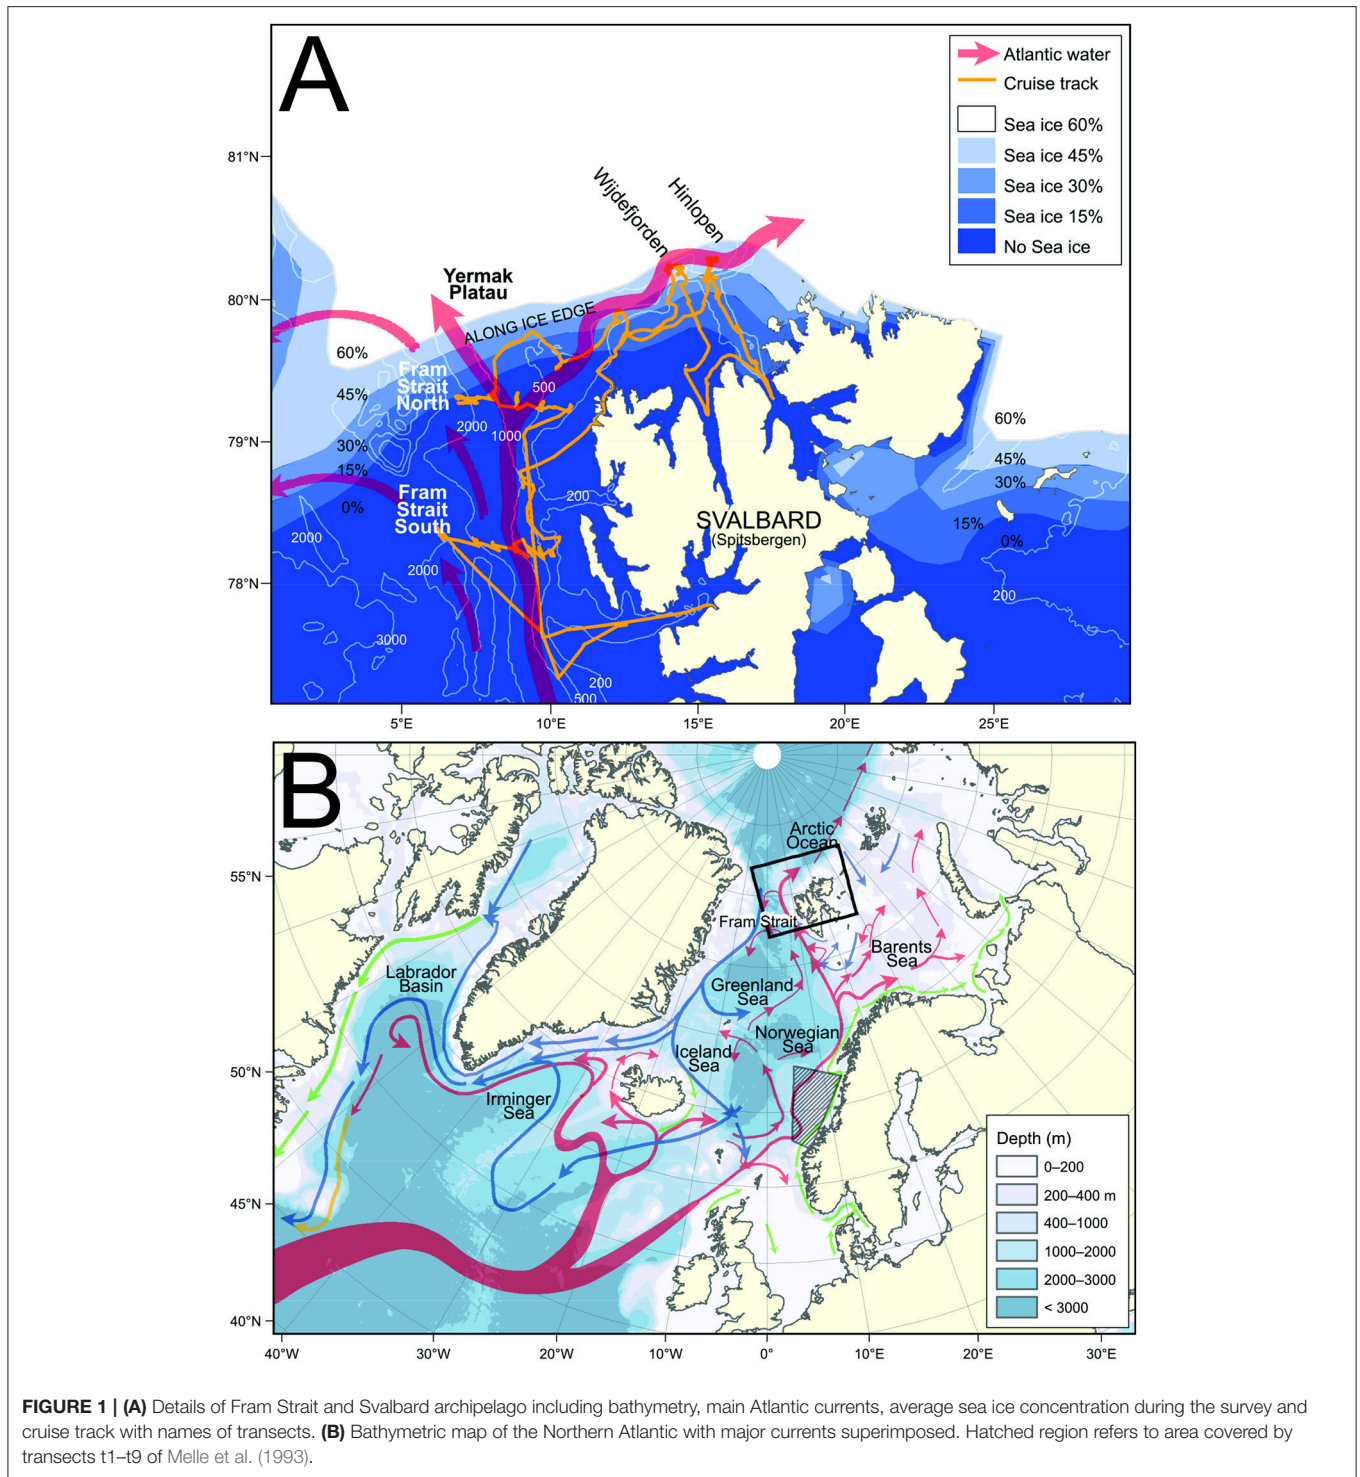 A
Atlantic water
Cruise track
Sea ice 60%
Sea ice 45%
Sea ice 30%
Sea ice 15%
No Sea ice
81°N
80°N
79°N
78°N
Wijdefjorden
Hinlopen
Yermak
Platau
ALONG ICE EDGE
60%
45%
30%
15%
0%
Fram
Strait
North
Fram
Strait
South
500
2000
1000
200
2000
2000
3000
200
500
SVALBARD
(Spitsbergen)
60%
45%
30%
15%
0%
200
5°E
10°E
15°E
20°E
25°E
B
Arctic
Ocean
Fram Strait
Barents
Sea
Greenland
Sea
Norwegian
Sea
Iceland
Sea
Labrador
Basin
Irminger
Sea
55°N
50°N
45°N
40°N
Depth (m)
0–200
200–400 m
400–1000
1000–2000
2000–3000
< 3000
40°W
30°W
20°W
10°W
0°
10°E
20°E
30°E
FIGURE 1 | (A) Details of Fram Strait and Svalbard archipelago including bathymetry, main Atlantic currents, average sea ice concentration during the survey and
cruise track with names of transects. (B) Bathymetric map of the Northern Atlantic with major currents superimposed. Hatched region refers to area covered by
transects t1–t9 of Melle et al. (1993).